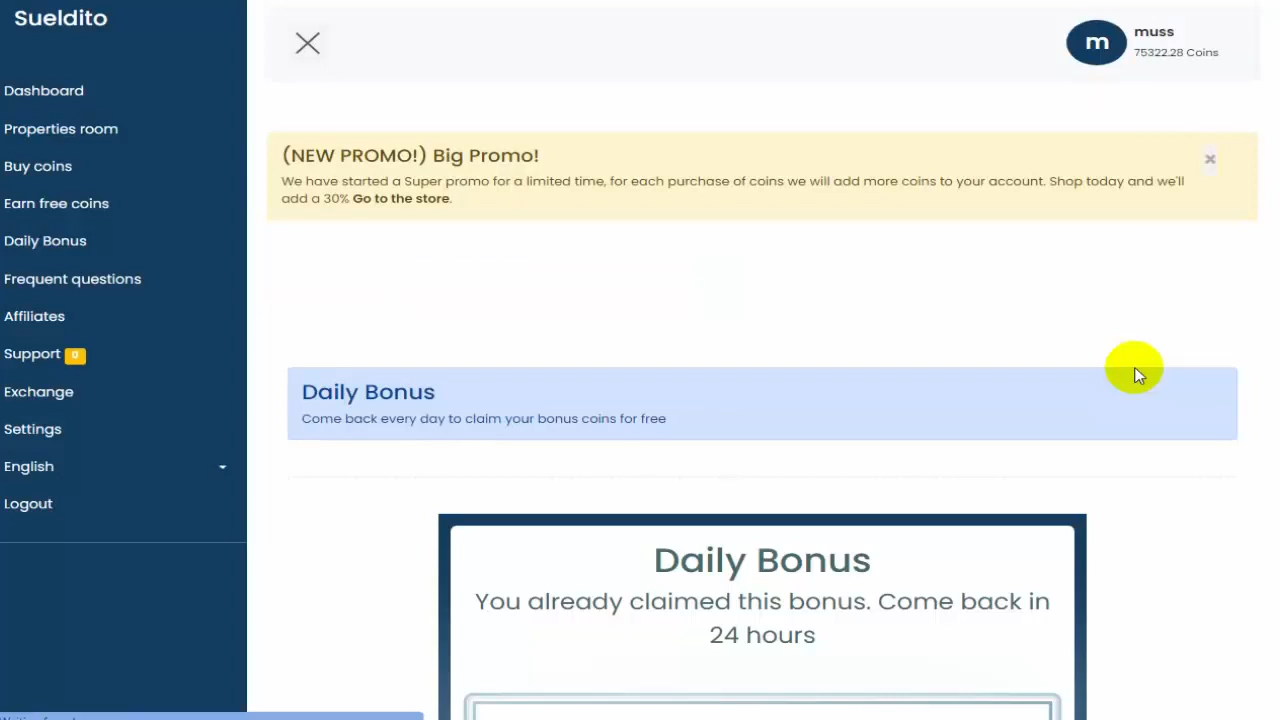 Sueldito
Dashboard
Properties room
Buy coins
Earn free coins
Daily Bonus
Frequent questions
Affiliates
Support 0
Exchange
Settings
English
Logout
m
muss
75322.28 Coins
(NEW PROMO!) Big Promo!
We have started a Super promo for a limited time, for each purchase of coins we will add more coins to your account. Shop today and we'll
add a 30% Go to the store.
Daily Bonus
Come back every day to claim your bonus coins for free
Daily Bonus
You already claimed this bonus. Come back in
24 hours